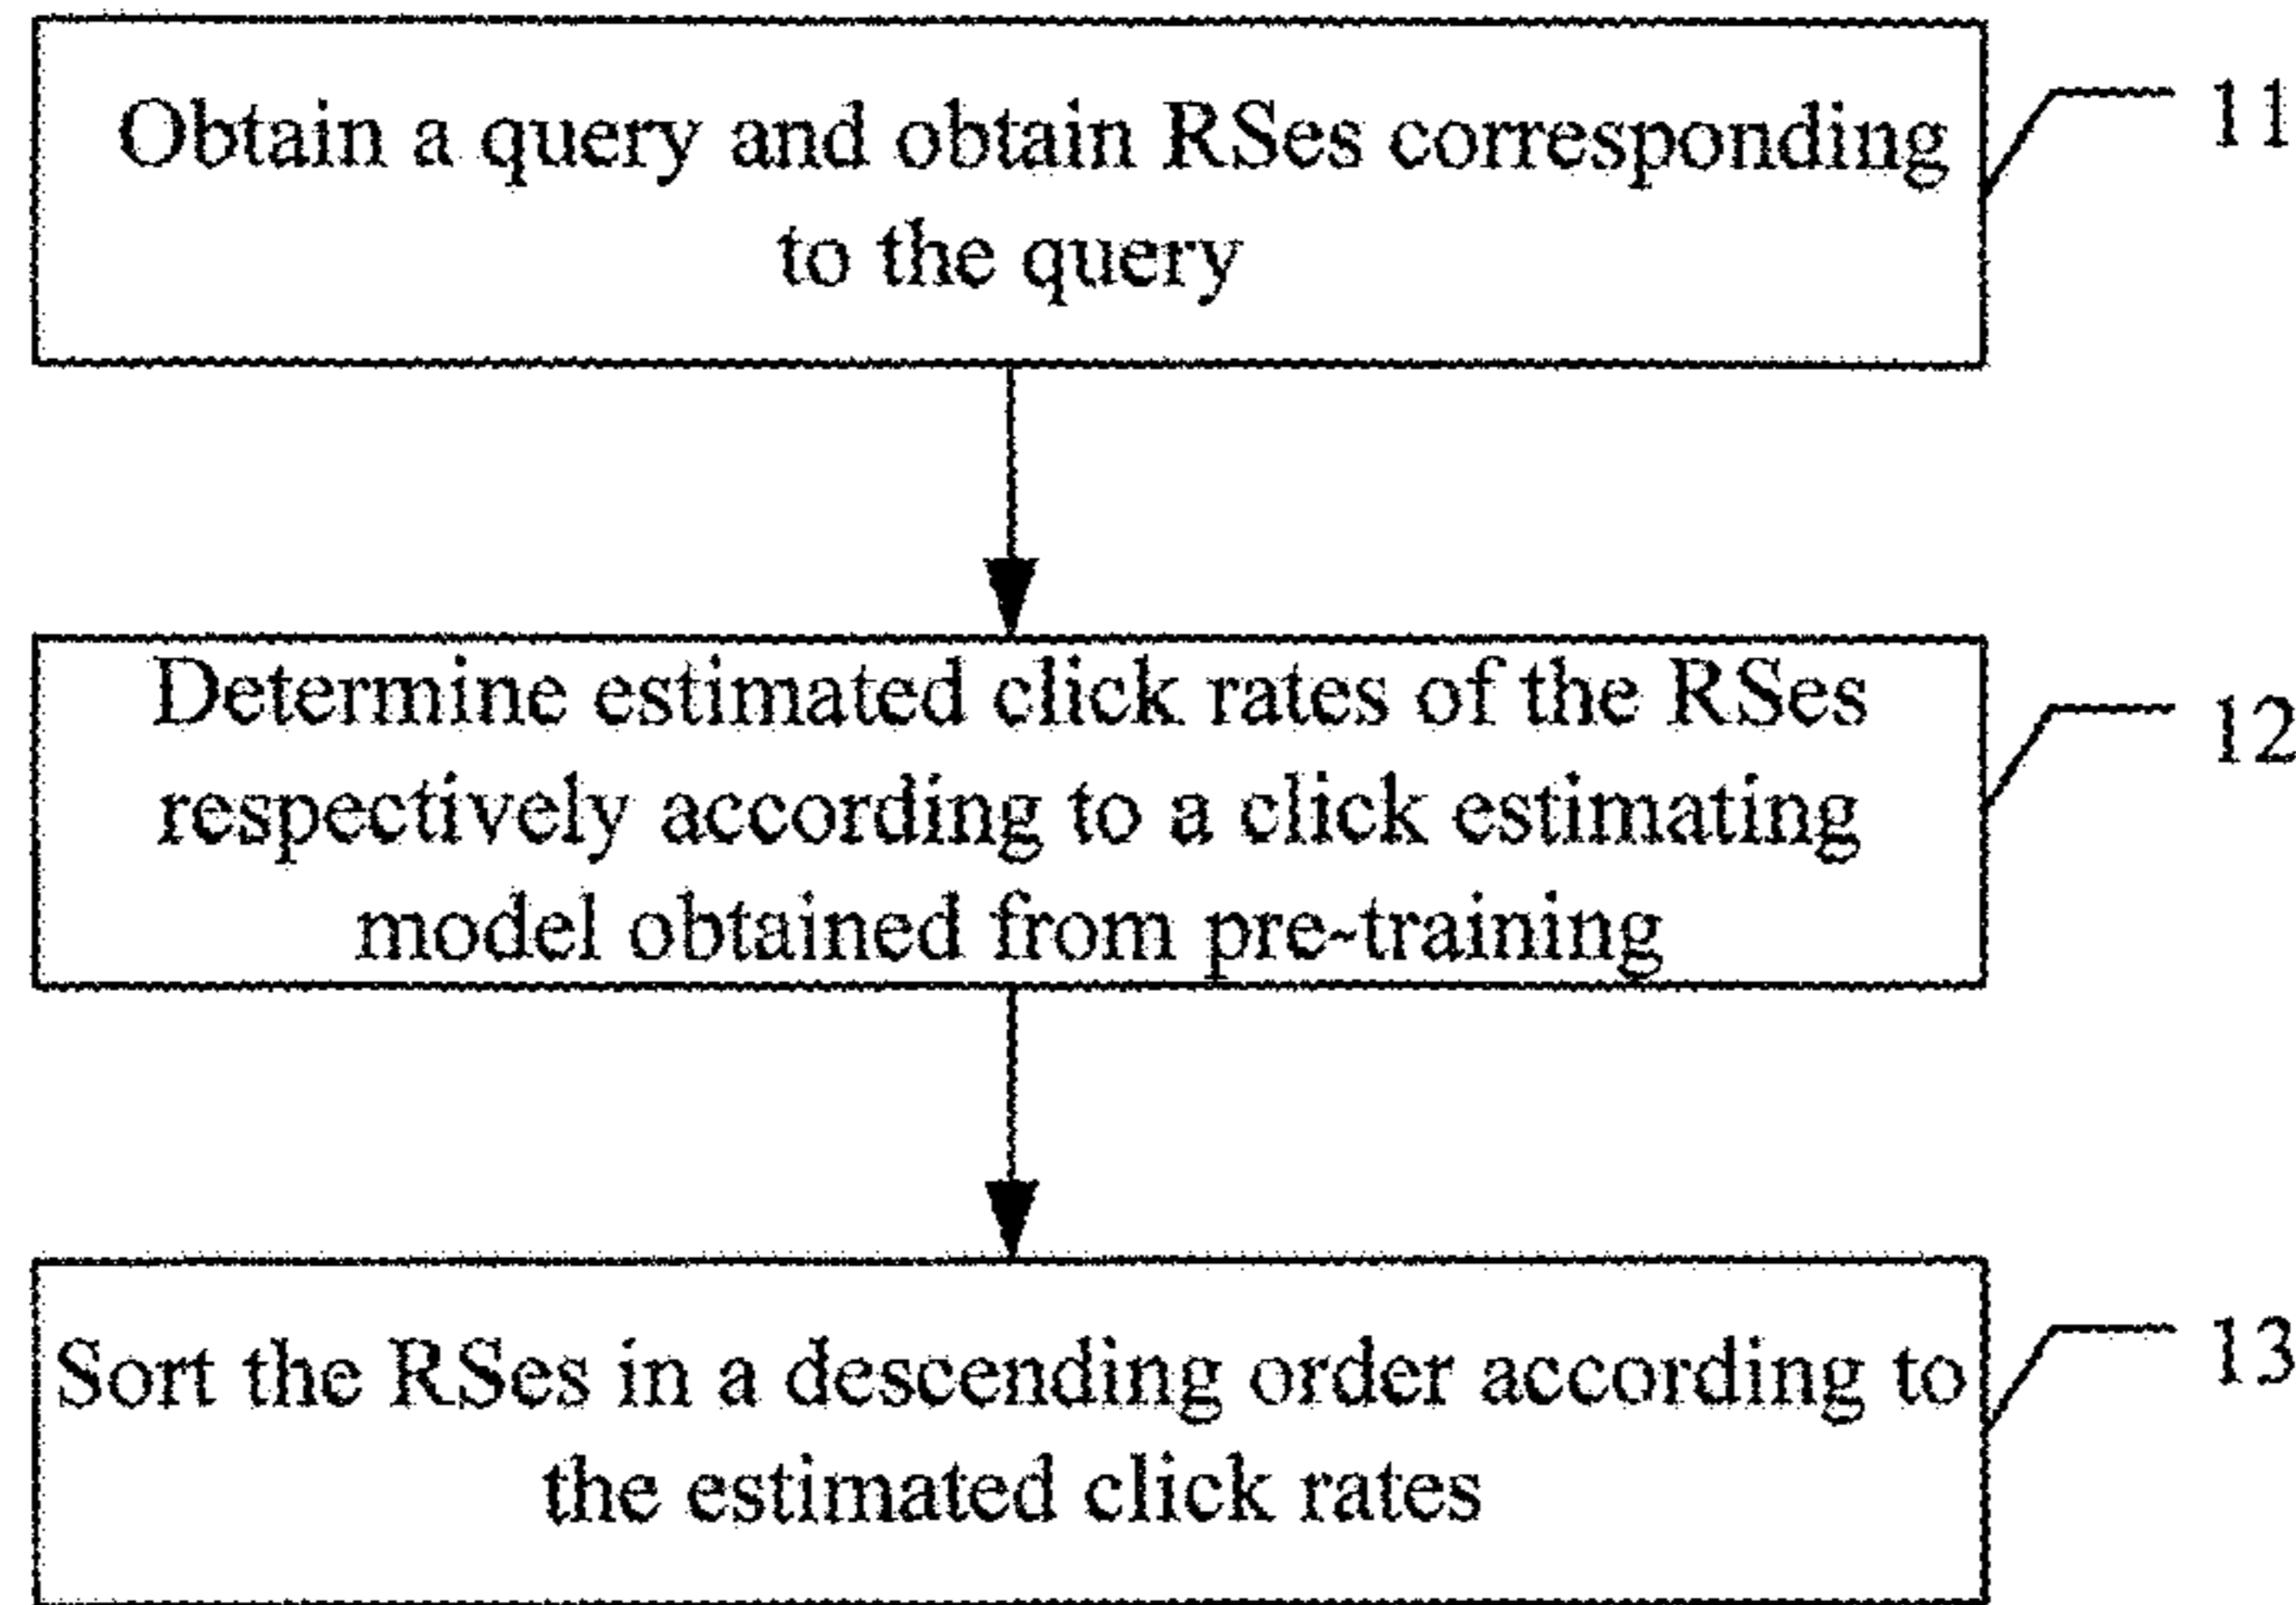 Obtain a query and obtain RSes corresponding
to the query
11
Determine estimated click rates of the RSes
respectively according to a click estimating
model obtained from pre-training
12
Sort the RSes in a descending order according to
the estimated click rates
13